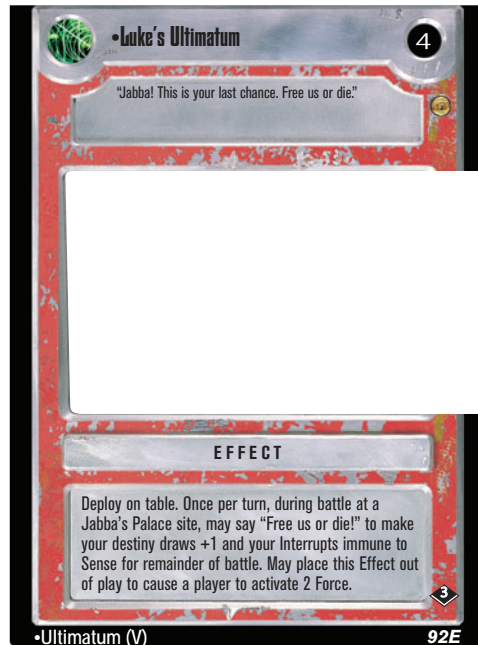 •Luke's Ultimatum
4
"Jabba! This is your last chance. Free us or die."
EFFECT
Deploy on table. Once per turn, during battle at a
Jabba's Palace site, may say "Free us or die!" to make
your destiny draws +1 and your Interrupts immune to
Sense for remainder of battle. May place this Effect out
of play to cause a player to activate 2 Force.
3
•Ultimatum (V) 92E